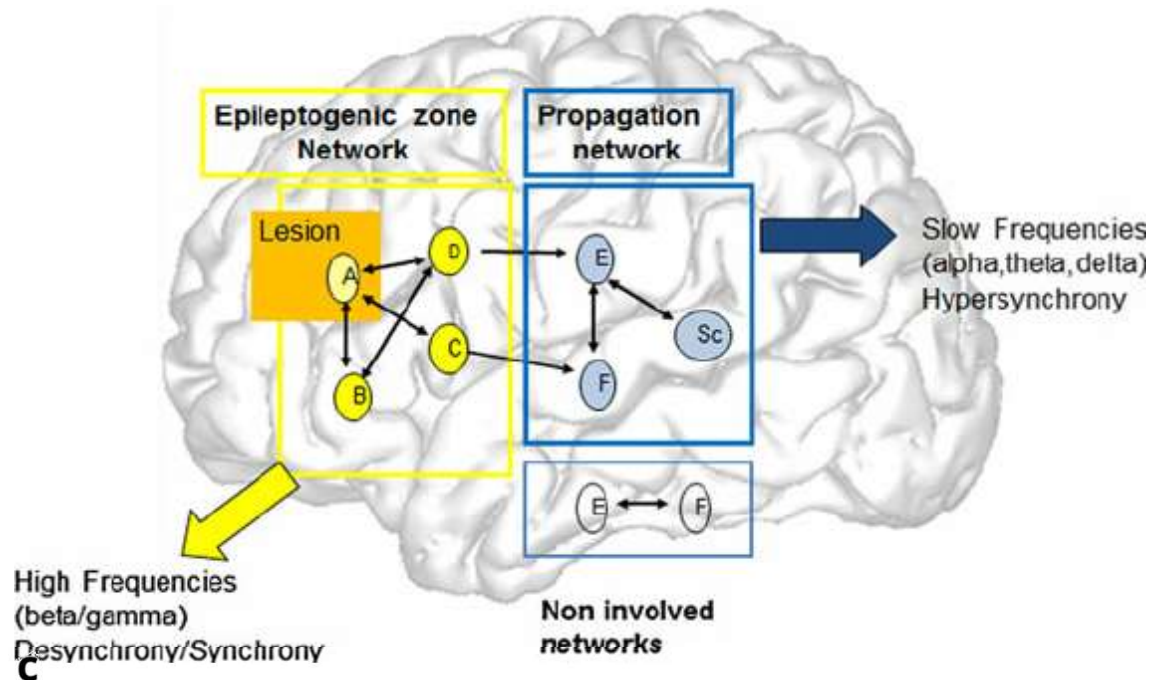 Epileptogenic zone
Network
Propagation
network
Lesion
A
D
C
B
E
Sc
F
Slow Frequencies
(alpha,theta,delta)
Hypersynchrony
E
F
High Frequencies
(beta/gamma)
Desynchrony/Synchrony
Non involved
networks
c